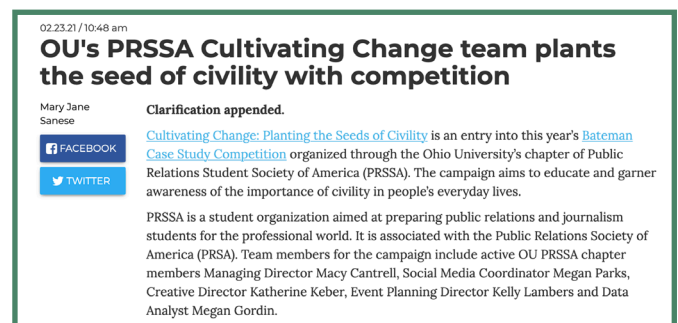 02.23.21 / 10:48 am
OU's PRSSA Cultivating Change team plants
the seed of civility with competition
Mary Jane
Sanese
FACEBOOK
TWITTER
Clarification appended.
Cultivating Change: Planting the Seeds of Civility is an entry into this year's Bateman
Case Study Competition organized through the Ohio University's chapter of Public
Relations Student Society of America (PRSSA). The campaign aims to educate and garner
awareness of the importance of civility in people's everyday lives.
PRSSA is a student organization aimed at preparing public relations and journalism
students for the professional world. It is associated with the Public Relations Society of
America (PRSA). Team members for the campaign include active OU PRSSA chapter
members Managing Director Macy Cantrell, Social Media Coordinator Megan Parks,
Creative Director Katherine Keber, Event Planning Director Kelly Lambers and Data
Analyst Megan Gordin.